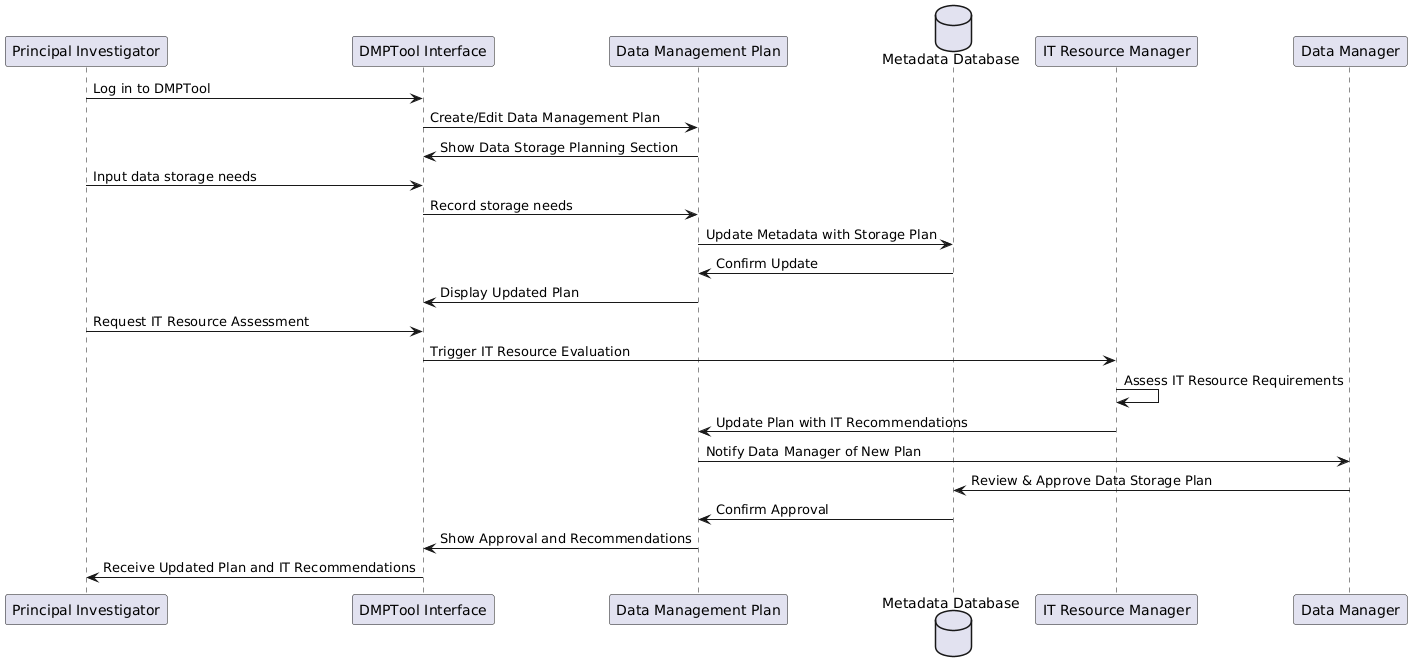 Metadata Database
Principal Investigator
DMPTool Interface
Data Management Plan
IT Resource Manager
Data Manager
Log in to DMPTool
Create/Edit Data Management Plan
Show Data Storage Planning Section
Input data storage needs
Record storage needs
Update Metadata with Storage Plan
Confirm Update
Display Updated Plan
Request IT Resource Assessment
Trigger IT Resource Evaluation
Assess IT Resource Requirements
Update Plan with IT Recommendations
Notify Data Manager of New Plan
Review & Approve Data Storage Plan
Confirm Approval
Show Approval and Recommendations
Receive Updated Plan and IT Recommendations
Principal Investigator
DMPTool Interface
Data Management Plan
Metadata Database
IT Resource Manager
Data Manager